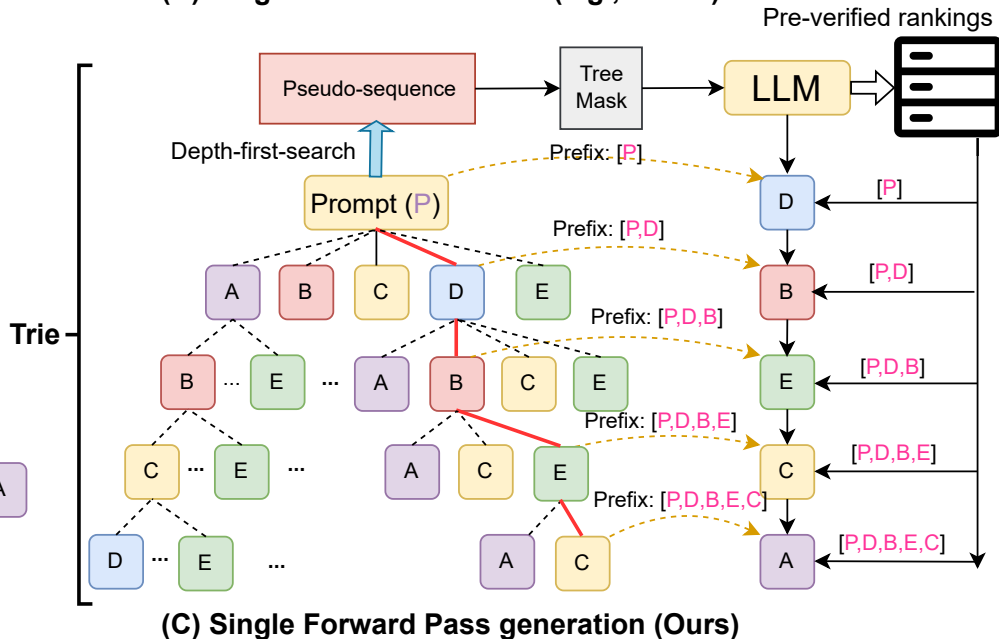 Pre-verified rankings
Pseudo-sequence
Tree
Mask
LLM
Depth-first-search
Prefix: [P]
Prompt (P)
D
[P]
Prefix: [P,D]
A
B
C
D
E
B
[P,D]
Trie
Prefix: [P,D,B]
B
...
E
...
A
B
C
E
E
[P,D,B]
Prefix: [P,D,B,E]
A
C
...
E
...
A
C
E
C
[P,D,B,E]
Prefix: [P,D,B,E,C]
D
...
E
...
A
C
A
[P,D,B,E,C]
(C) Single Forward Pass generation (Ours)